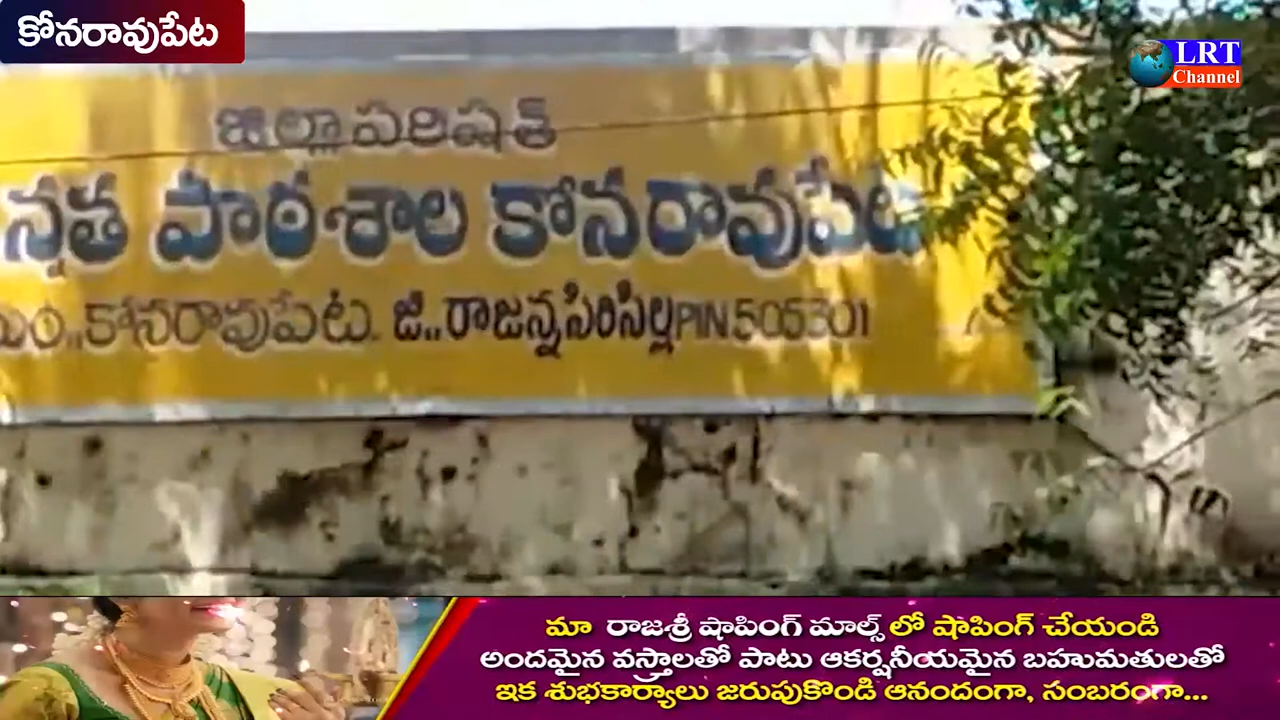 కోనరావుపేట
LRT
Channel
జిల్లా పరిషత్
న్నత పాఠశాల కోనరావుపేట
కోనరావుపేట. జి..రాజన్నసిరిసిల్ల PIN.505301
మా రాజశ్రీ షాపింగ్ మాల్స్ లో షాపింగ్ చేయండి
అందమైన వస్త్రాలతో పాటు ఆకర్షనీయమైన బహుమతులతో
ఇక శుభకార్యాలు జరుపుకొండి ఆనందంగా, సంబరంగా...